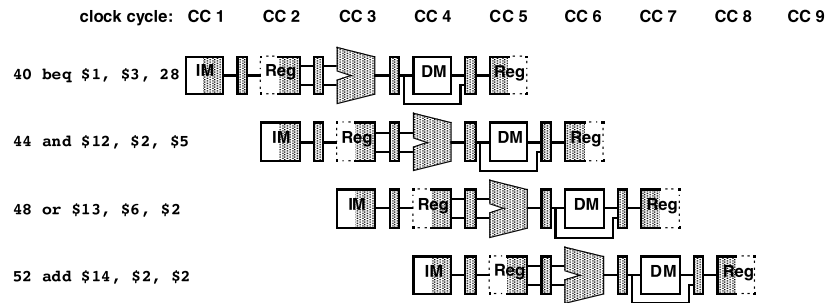 clock cycle: CC 1 CC 2 CC 3 CC 4 CC 5 CC 6 CC 7 CC 8 CC 9
40 beq $1, $3, 28 IM Reg DM Reg
44 and $12, $2, $5 IM Reg DM Reg
48 or $13, $6, $2 IM Reg DM Reg
52 add $14, $2, $2 IM Reg DM Reg